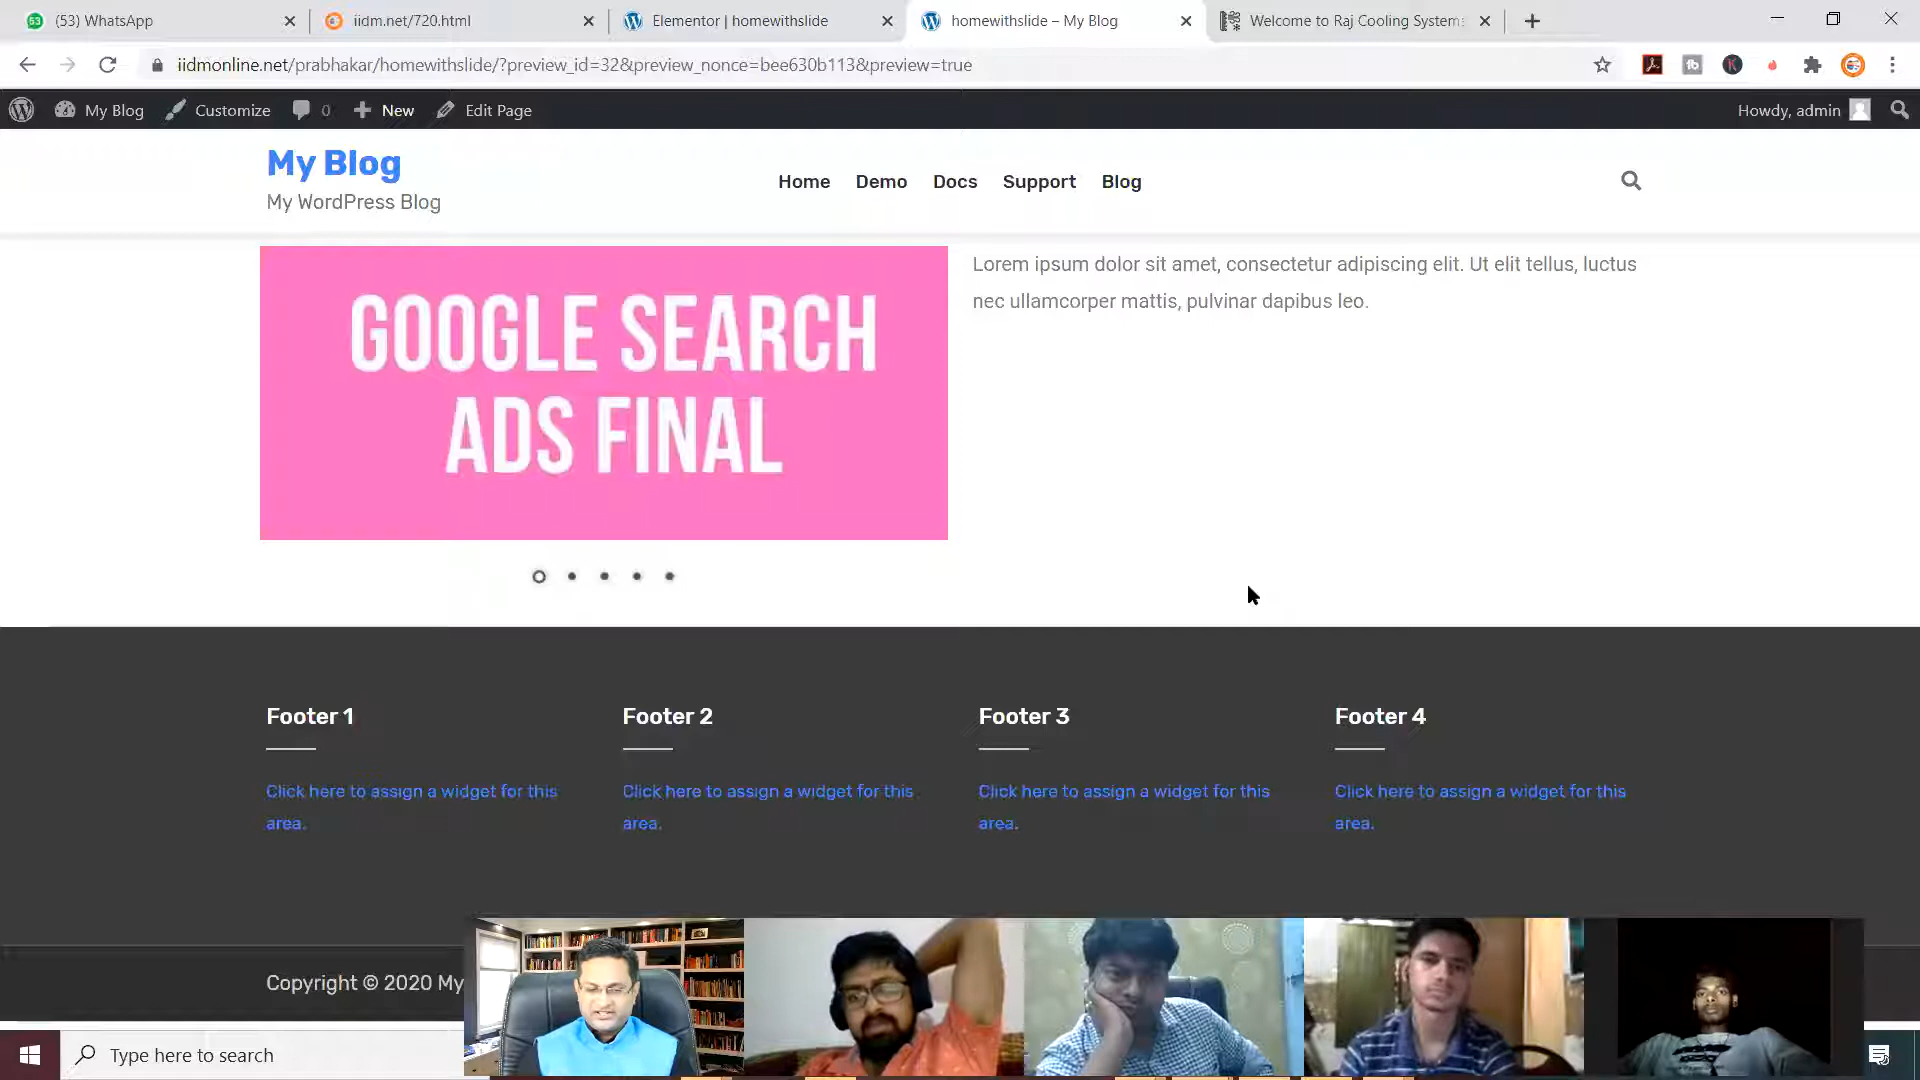 (53) WhatsApp
iidm.net/720.html
Elementor | homewithslide
homewithslide – My Blog
Welcome to Raj Cooling Systems
iidmonline.net/prabhakar/homewithslide/?preview_id=32&preview_nonce=bee630b113&preview=true
My Blog
Customize
0
New
Edit Page
Howdy, admin
My Blog
My WordPress Blog
Home
Demo
Docs
Support
Blog
GOOGLE SEARCH
ADS FINAL
Lorem ipsum dolor sit amet, consectetur adipiscing elit. Ut elit tellus, luctus
nec ullamcorper mattis, pulvinar dapibus leo.
Footer 1
Footer 2
Footer 3
Footer 4
Click here to assign a widget for this
area.
Click here to assign a widget for this
area.
Click here to assign a widget for this
area.
Click here to assign a widget for this
area.
Copyright © 2020 My
Type here to search